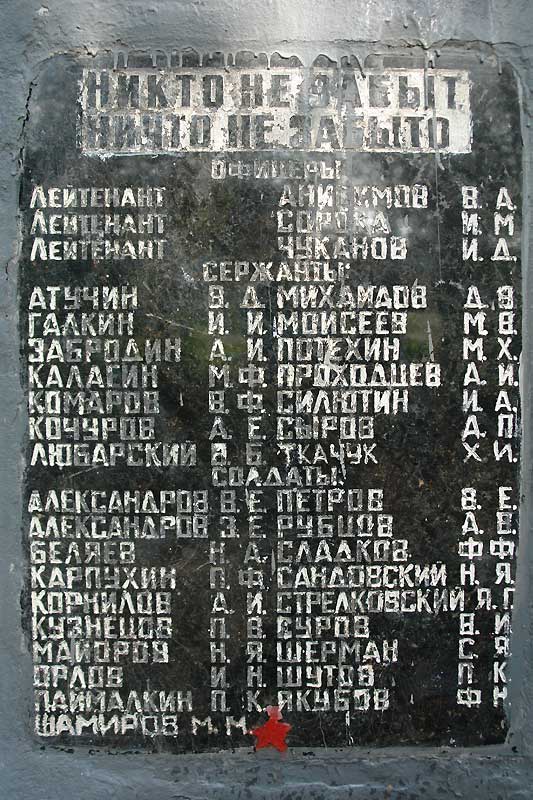 НИКТО НЕ ЗАБЫТ
НИЧТО НЕ ЗАБЫТО
ОФИЦЕРЫ:
ЛЕЙТЕНАНТ АНИСИМОВ В. А.
ЛЕЙТЕНАНТ СОРОКА И. М
ЛЕЙТЕНАНТ ЧУКАНОВ И. Д.
СЕРЖАНТЫ:
АТУЧИН В. Д. МИХАЙЛОВ Д. В
ГАЛКИН И. И. МОИСЕЕВ М. В.
ЗАБРОДИН А. И. ПОТЕХИН М. Х.
КАЛАСИН М. Ф. ПРОХОДЦЕВ А. И.
КОМАРОВ В. Ф. СИЛЮТИН И. А.
КОЧУРОВ А. Е. СЫРОВ А. П
ЛЮБАРСКИЙ Б. ТКАЧУК Х И.
СОЛДАТЫ:
АЛЕКСАНДРОВ В. Е. ПЕТРОВ В. Е.
АЛЕКСАНДРОВ З. Е. РУБЦОВ А. В.
БЕЛЯЕВ Н. А. СЛАДКОВ Ф Ф.
КАРПУХИН П. Ф. САНДОВСКИЙ Н. Я.
КОРНИЛОВ А. И. СТРЕЛКОВСКИЙ Я. Г
КУЗНЕЦОВ П. В. СУРОВ В. И
МАЙОРОВ Н. Я. ШЕРМАН С. Я
ОРЛОВ И. Н. ШУТОВ П. К
ПАЙМАЛКИН П. К. ЯКУБОВ Ф Н
ШАМИРОВ М. М.